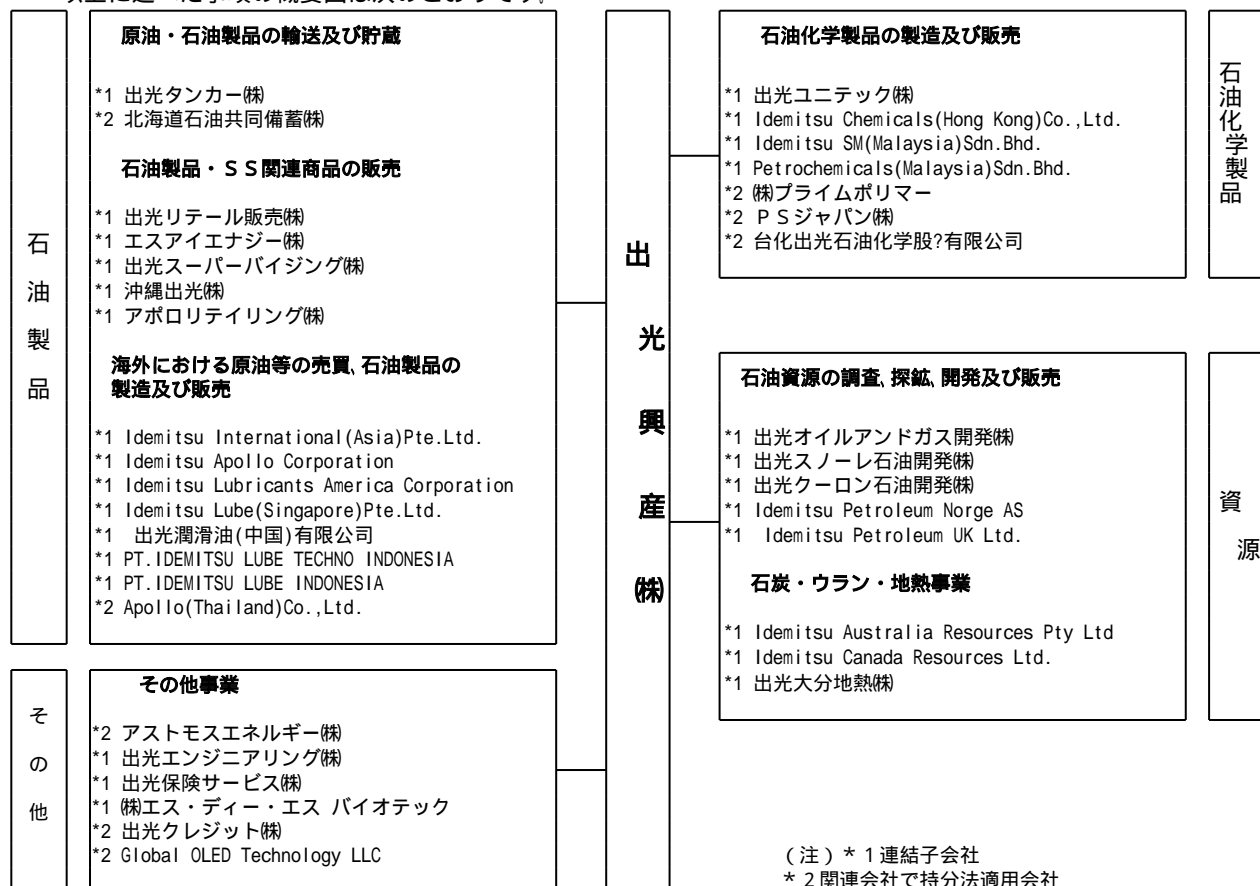 原油・石油製品の輸送及び貯蔵
*1 出光タンカー㈱
*2 北海道石油共同備蓄㈱
石油製品・ＳＳ関連商品の販売
*1 出光リテール販売㈱
*1 エスアイエナジー㈱
*1 出光スーパーバイジング㈱
*1 沖縄出光㈱
*1 アポロリテイリング㈱
海外における原油等の売買、石油製品の
製造及び販売
*1 Idemitsu International(Asia)Pte.Ltd.
*1 Idemitsu Apollo Corporation
*1 Idemitsu Lubricants America Corporation
*1 Idemitsu Lube(Singapore)Pte.Ltd.
*1 出光潤滑油(中国)有限公司
*1 PT.IDEMITSU LUBE TECHNO INDONESIA
*1 PT.IDEMITSU LUBE INDONESIA
*2 Apollo(Thailand)Co.,Ltd.
石油製品
その他事業
*2 アストモスエネルギー㈱
*1 出光エンジニアリング㈱
*1 出光保険サービス㈱
*1 ㈱エス・ディー・エス バイオテック
*2 出光クレジット㈱
*2 Global OLED Technology LLC
その他
出光興産㈱
石油化学製品の製造及び販売
*1 出光ユニテック㈱
*1 Idemitsu Chemicals(Hong Kong)Co.,Ltd.
*1 Idemitsu SM(Malaysia)Sdn.Bhd.
*1 Petrochemicals(Malaysia)Sdn.Bhd.
*2 ㈱プライムポリマー
*2 ＰＳジャパン㈱
*2 台化出光石油化学股?有限公司
石油化学製品
石油資源の調査、探鉱、開発及び販売
*1 出光オイルアンドガス開発㈱
*1 出光スノーレ石油開発㈱
*1 出光クーロン石油開発㈱
*1 Idemitsu Petroleum Norge AS
*1 Idemitsu Petroleum UK Ltd.
石炭・ウラン・地熱事業
*1 Idemitsu Australia Resources Pty Ltd
*1 Idemitsu Canada Resources Ltd.
*1 出光大分地熱㈱
資源
（注）＊１連結子会社
＊２関連会社で持分法適用会社